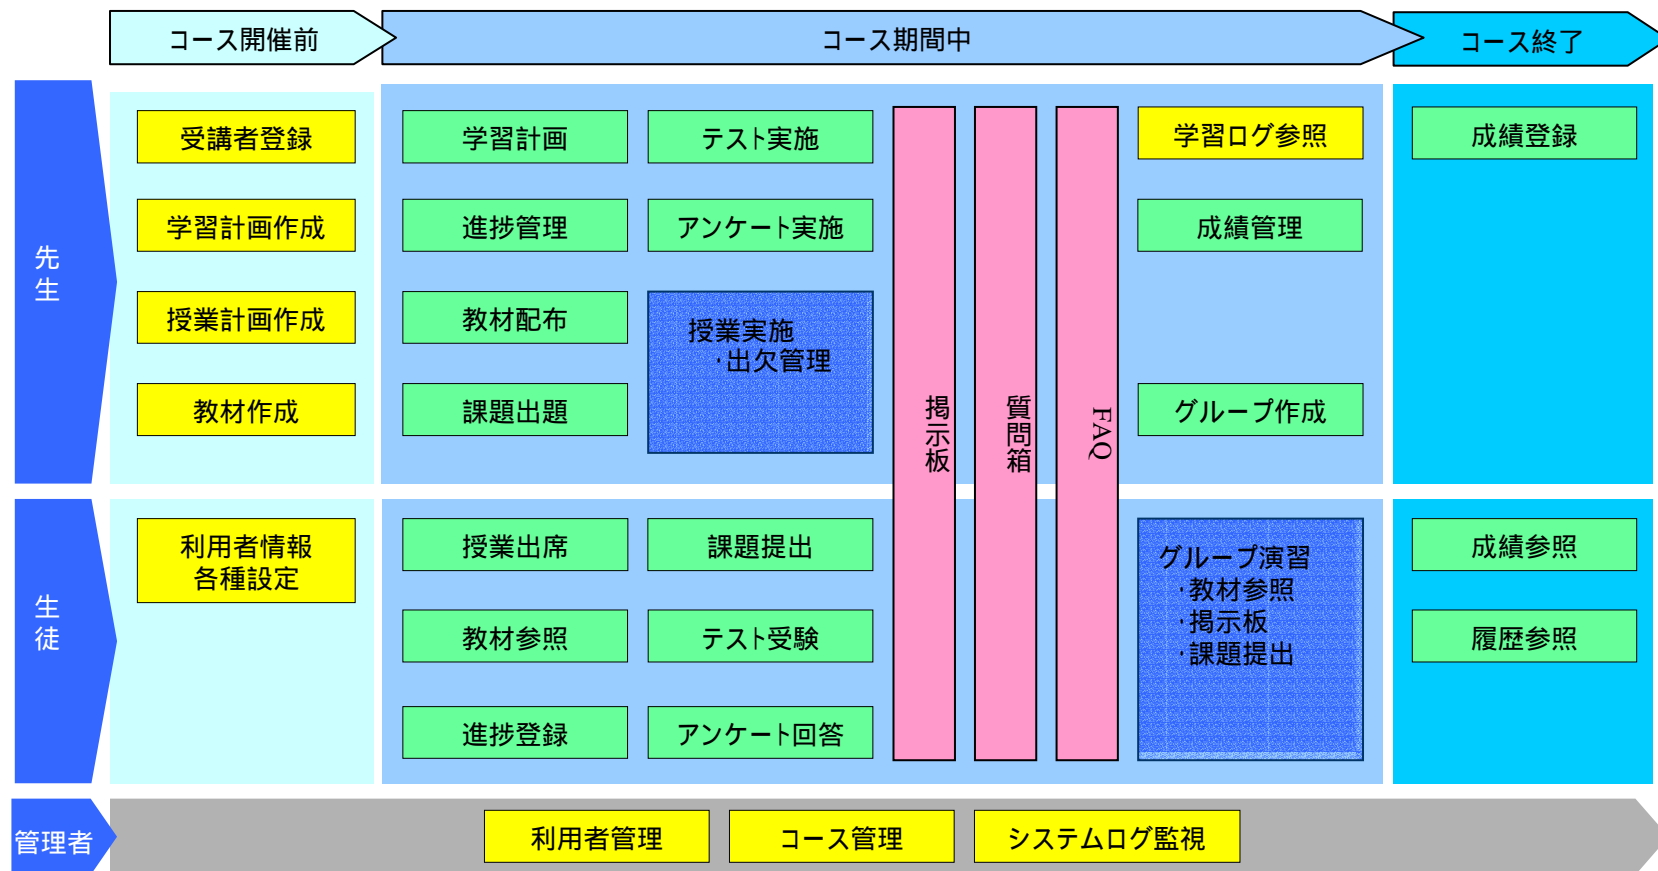 コース開催前
コース期間中
コース終了
先生
受講者登録
学習計画作成
授業計画作成
教材作成
学習計画
進捗管理
教材配布
課題出題
テスト実施
アンケート実施
授業実施
・出欠管理
掲示板
質問箱
FAQ
学習ログ参照
成績管理
グループ作成
成績登録
生徒
利用者情報
各種設定
授業出席
教材参照
進捗登録
課題提出
テスト受験
アンケート回答
グループ演習
・教材参照
・掲示板
・課題提出
成績参照
履歴参照
管理者
利用者管理
コース管理
システムログ監視